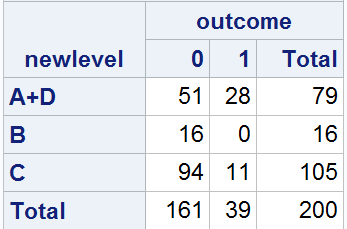 outcome
newlevel 0 1 Total
A+D 51 28 79
B 16 0 16
C 94 11 105
Total 161 39 200